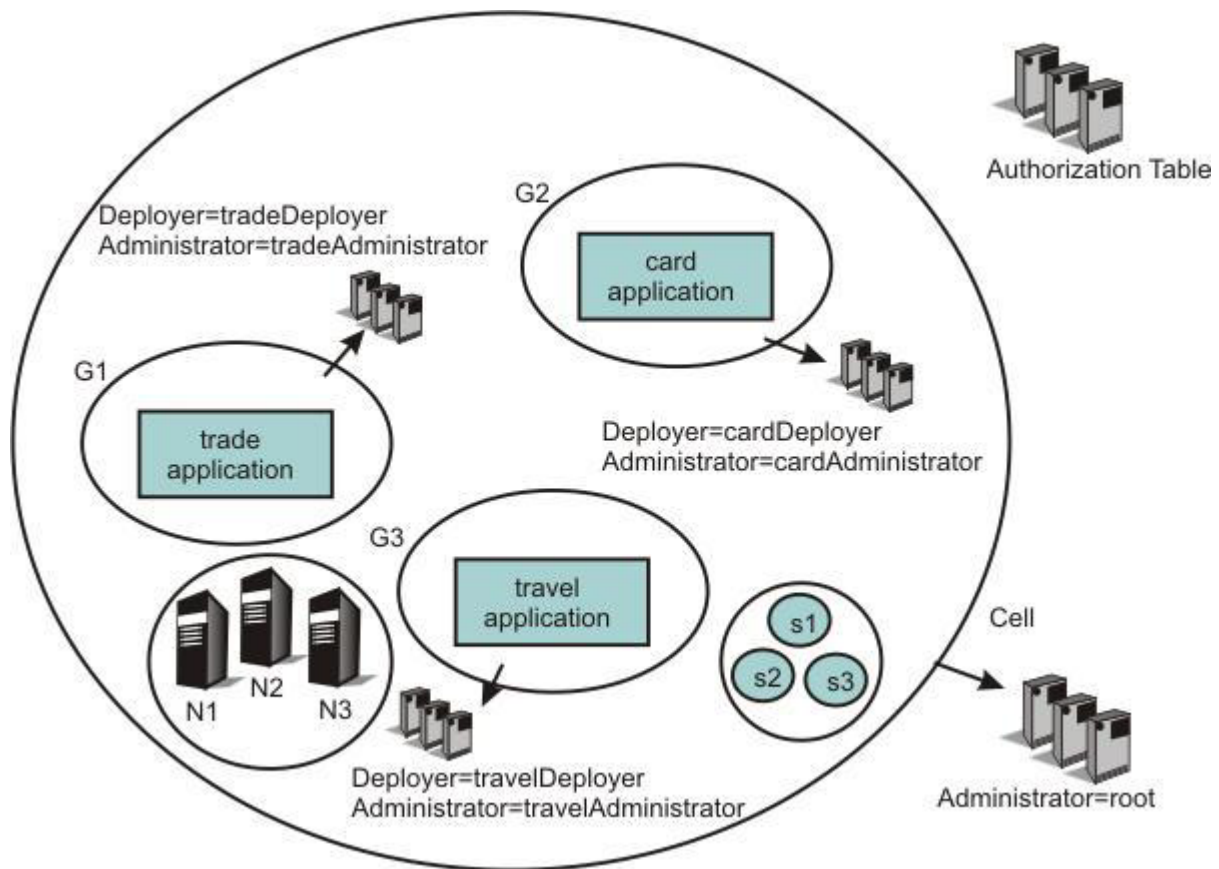 Authorization Table
G2
Deployer=tradeDeployer
Administrator=tradeAdministrator
card
application
G1
trade
application
Deployer=cardDeployer
Administrator=cardAdministrator
G3
travel
application
s1
s2
s3
Cell
N1
N2
N3
Deployer=travelDeployer
Administrator=travelAdministrator
Administrator=root